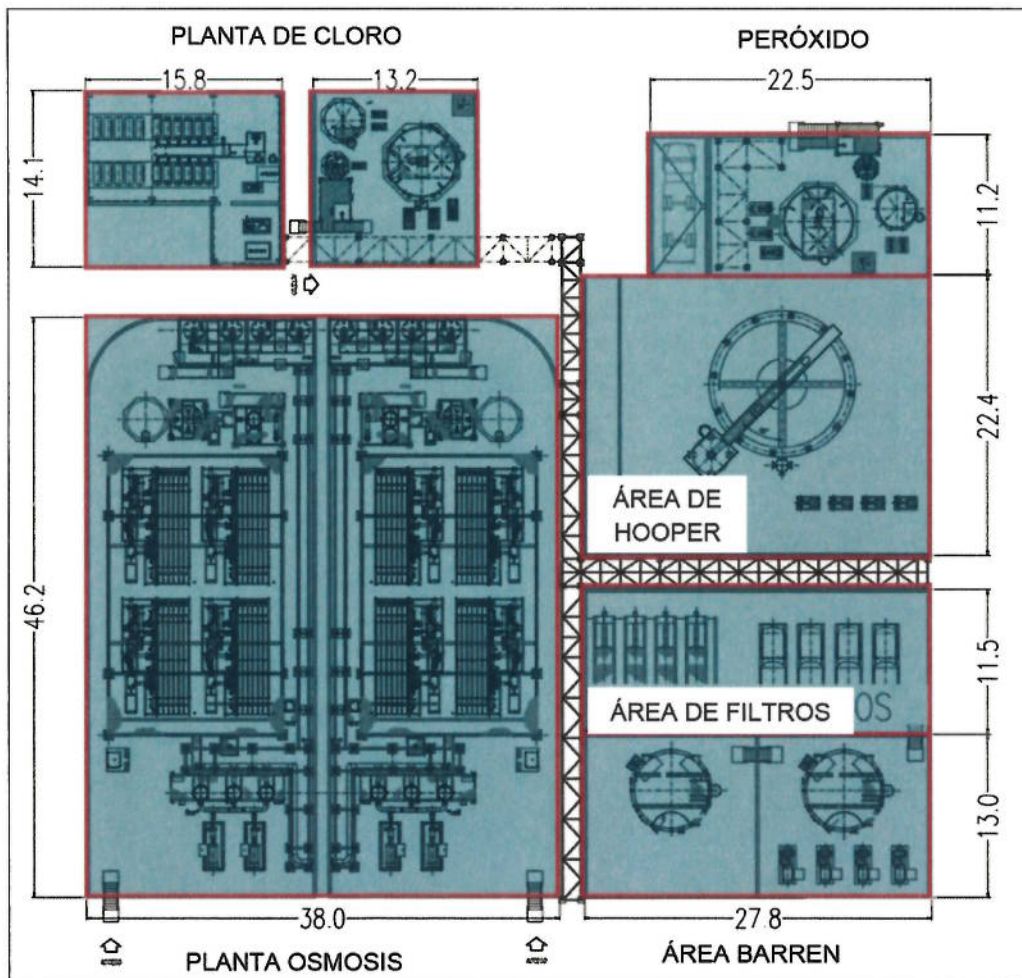 PLANTA DE CLORO
PERÓXIDO
15.8
13.2
22.5
14.1
11.2
22.4
ÁREA DE
HOOPER
46.2
11.5
ÁREA DE FILTROS
OS
13.0
38.0
27.8
PLANTA OSMOSIS
ÁREA BARREN